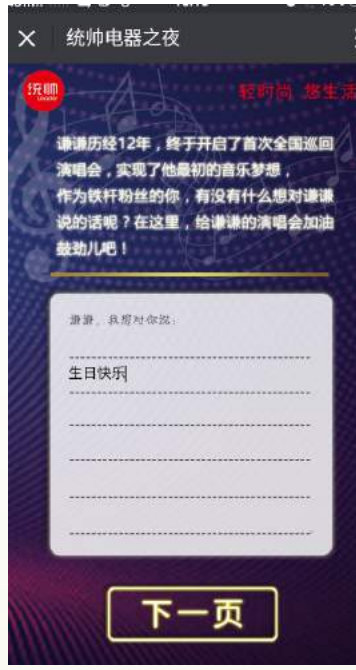 统帅电器之夜
统帅
Leader
轻时尚 悠生活
谦谦历经12年，终于开启了首次全国巡回
演唱会，实现了他最初的音乐梦想，
作为铁杆粉丝的你，有没有什么想对谦谦
说的话呢？在这里，给谦谦的演唱会加油
鼓劲儿吧！
谦谦，我想对你说：
生日快乐
下一页